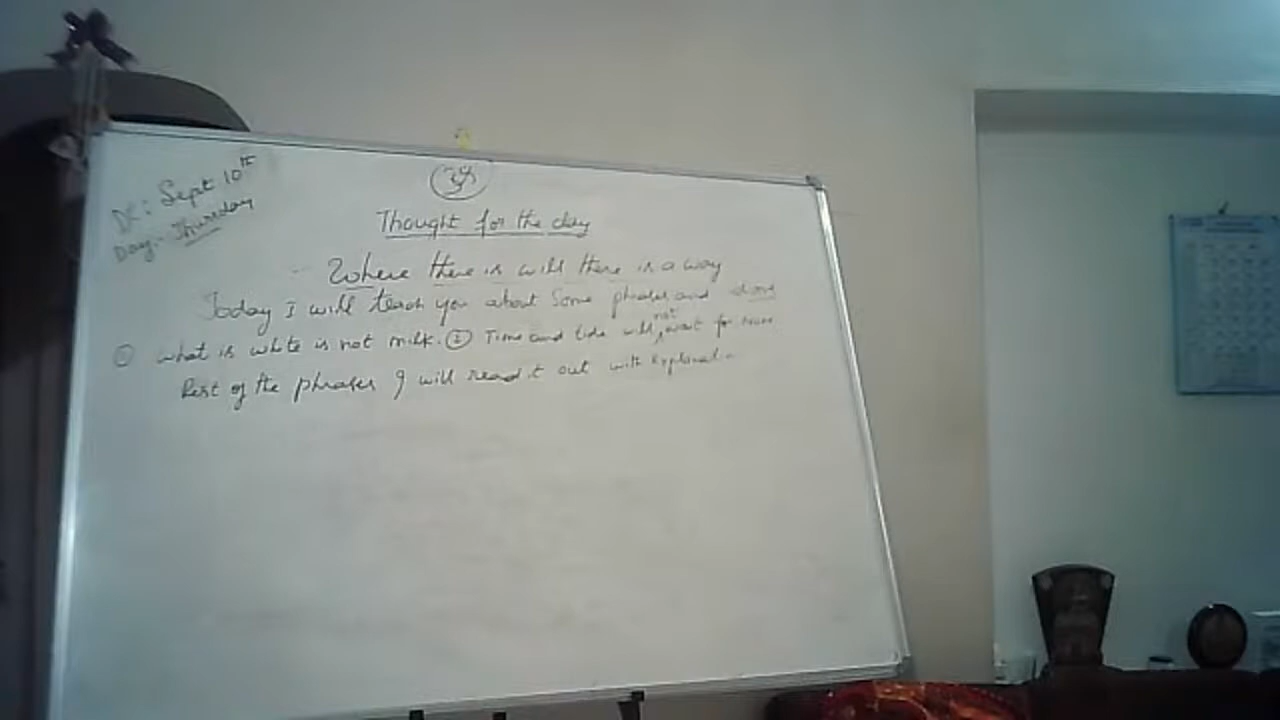 Dt: Sept 10th
Day:- Thursday
ॐ
Thought for the day
Where there is will there is a way
Today I will teach you about Some phrases and
① what is white is not milk. ② Time and tide will not wait for
Rest of the phrases I will read it out with